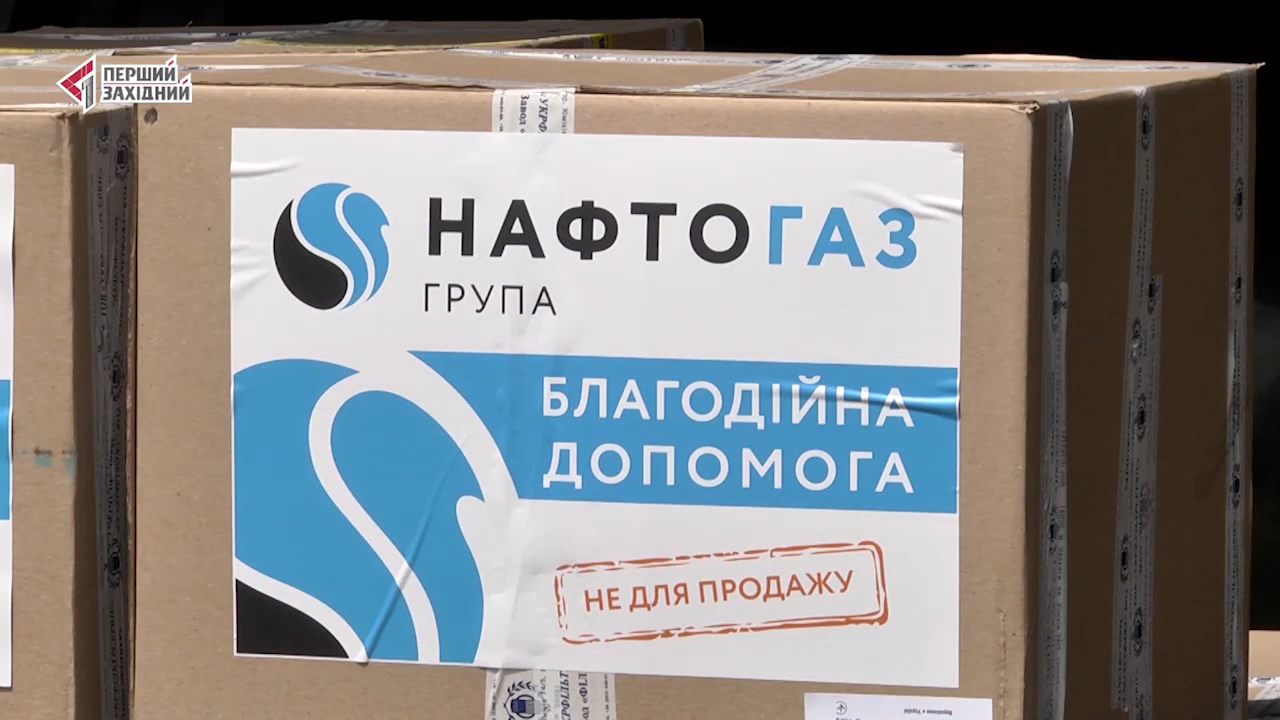 ПЕРШИЙ
ЗАХІДНИЙ
НАФТОГАЗ
ГРУПА
БЛАГОДІЙНА
ДОПОМОГА
НЕ ДЛЯ ПРОДАЖУ